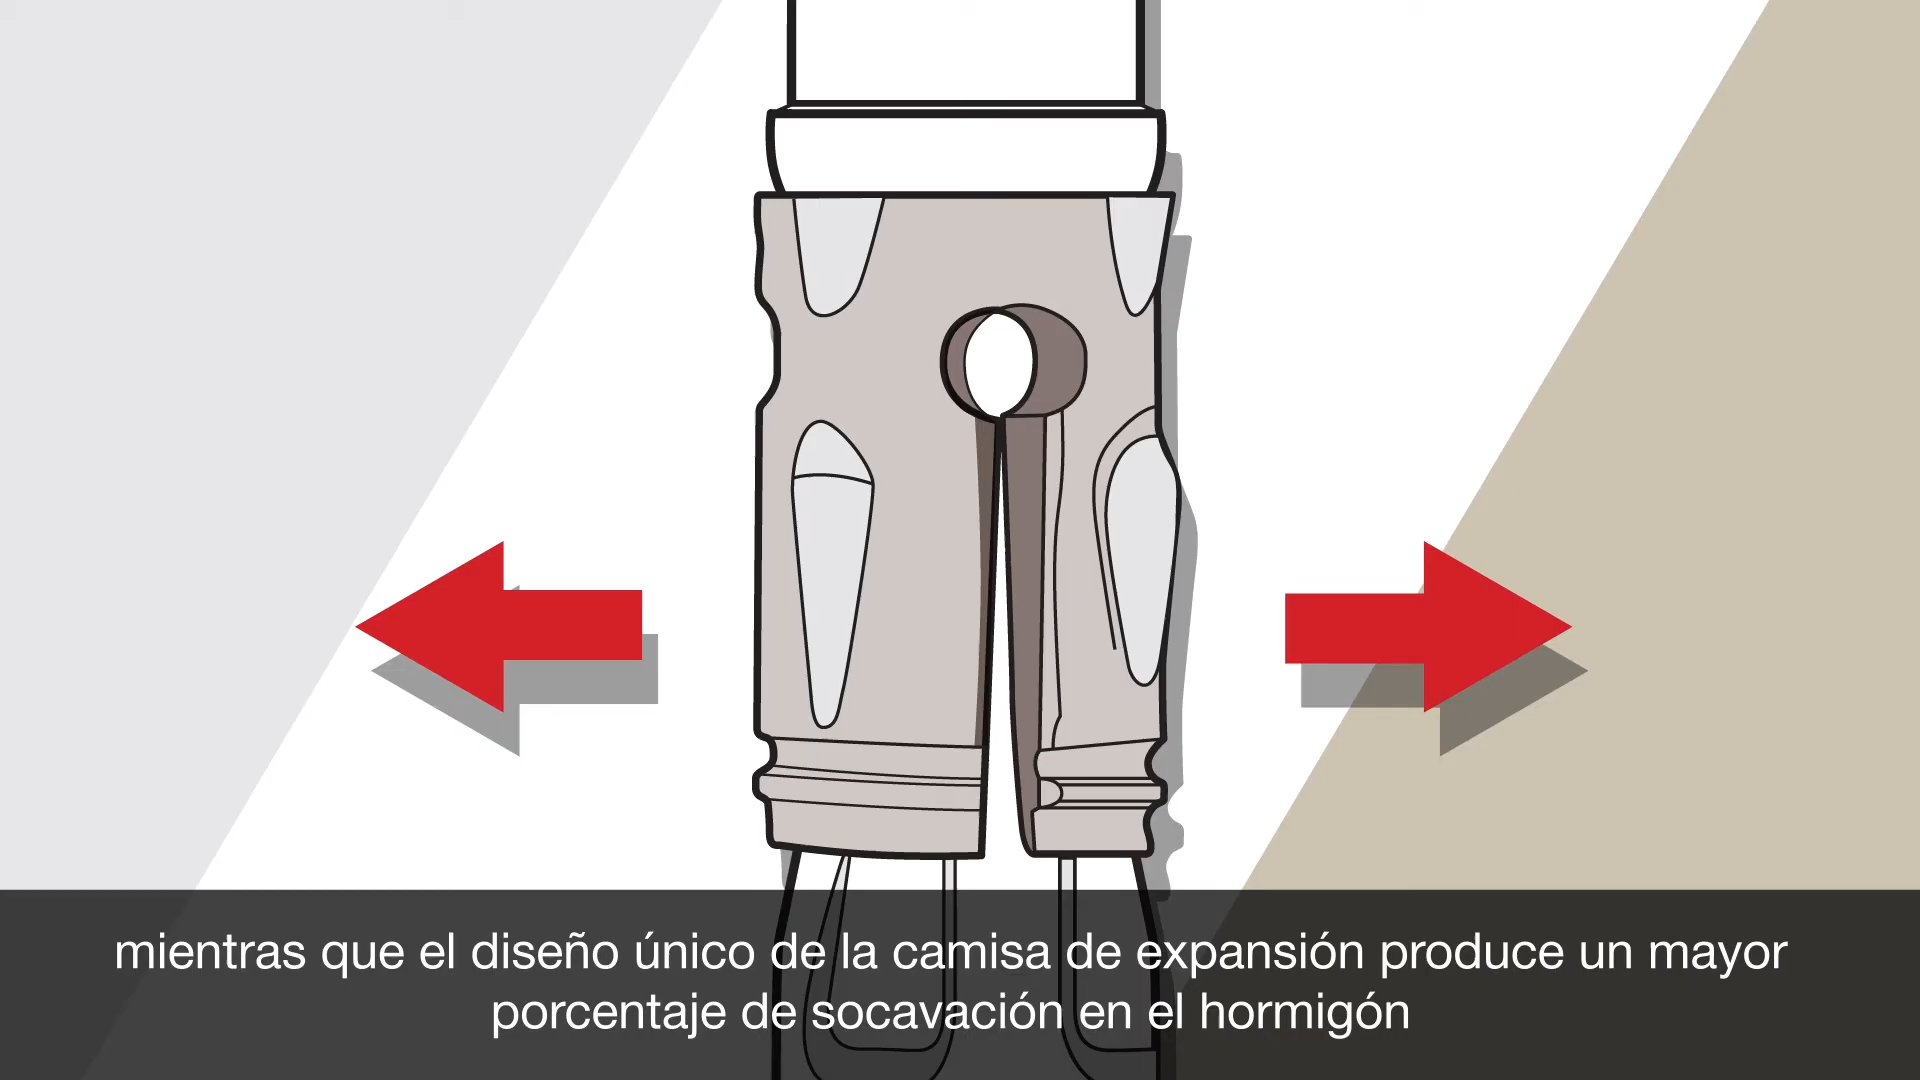 mientras que el diseño único de la camisa de expansión produce un mayor
porcentaje de socavación en el hormigón